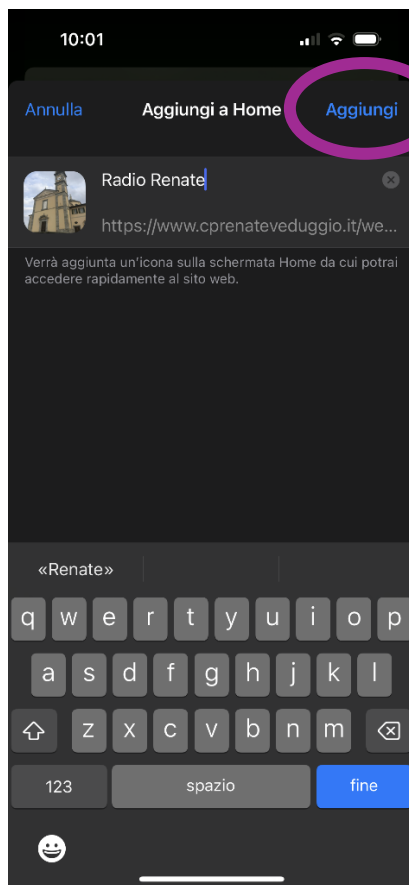 10:01
Annulla Aggiungi a Home Aggiungi
Radio Renate
https://www.cprenateveduggio.it/we...
Verrà aggiunta un'icona sulla schermata Home da cui potrai
accedere rapidamente al sito web.
«Renate»
q w e r t y u i o p
a s d f g h j k l
z x c v b n m
123 spazio fine